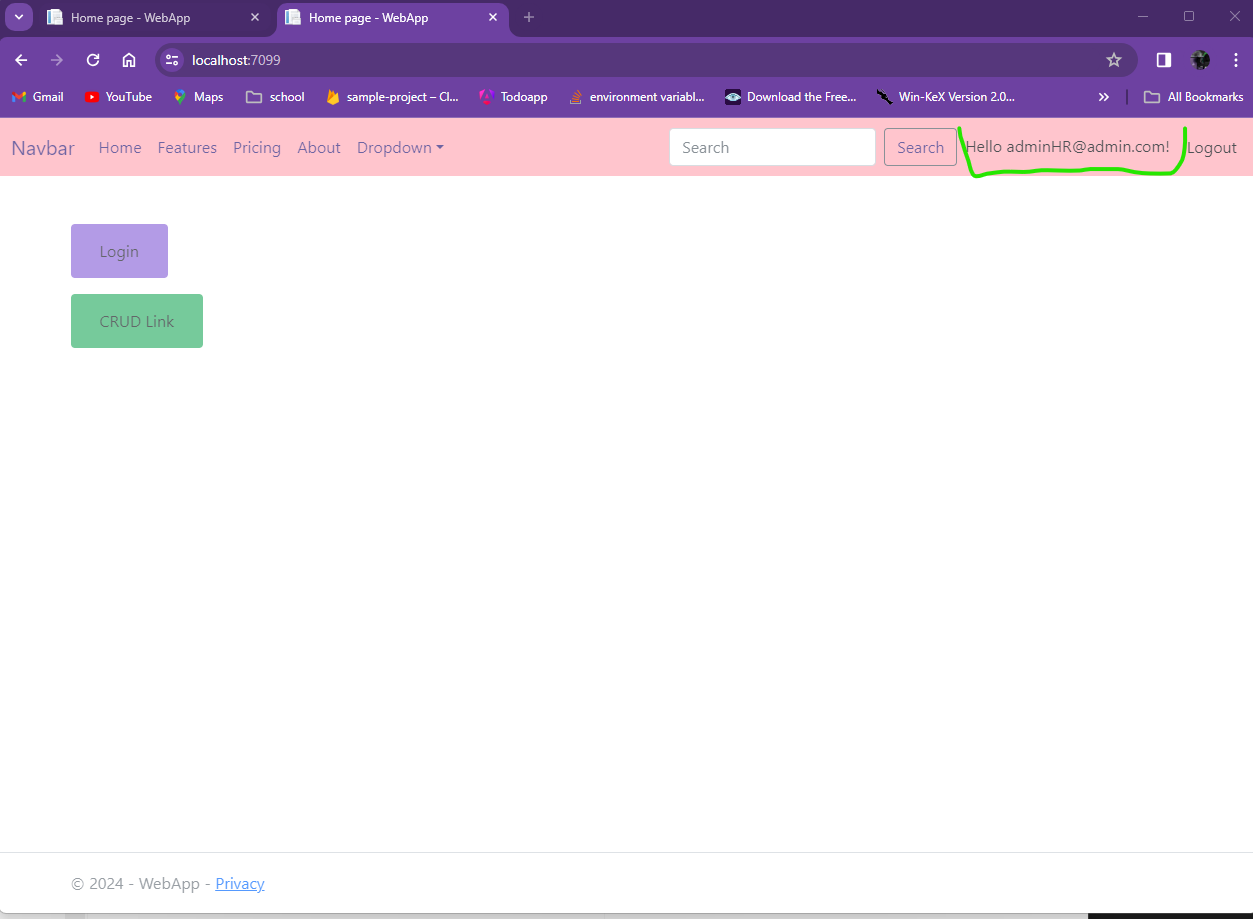 Home page - WebApp
Home page - WebApp
localhost:7099
Gmail YouTube Maps school sample-project – Cl... Todoapp environment variabl... Download the Free... Win-KeX Version 2.0... » All Bookmarks
Navbar Home Features Pricing About Dropdown Search Search Hello adminHR@admin.com! Logout
Login
CRUD Link
© 2024 - WebApp - Privacy